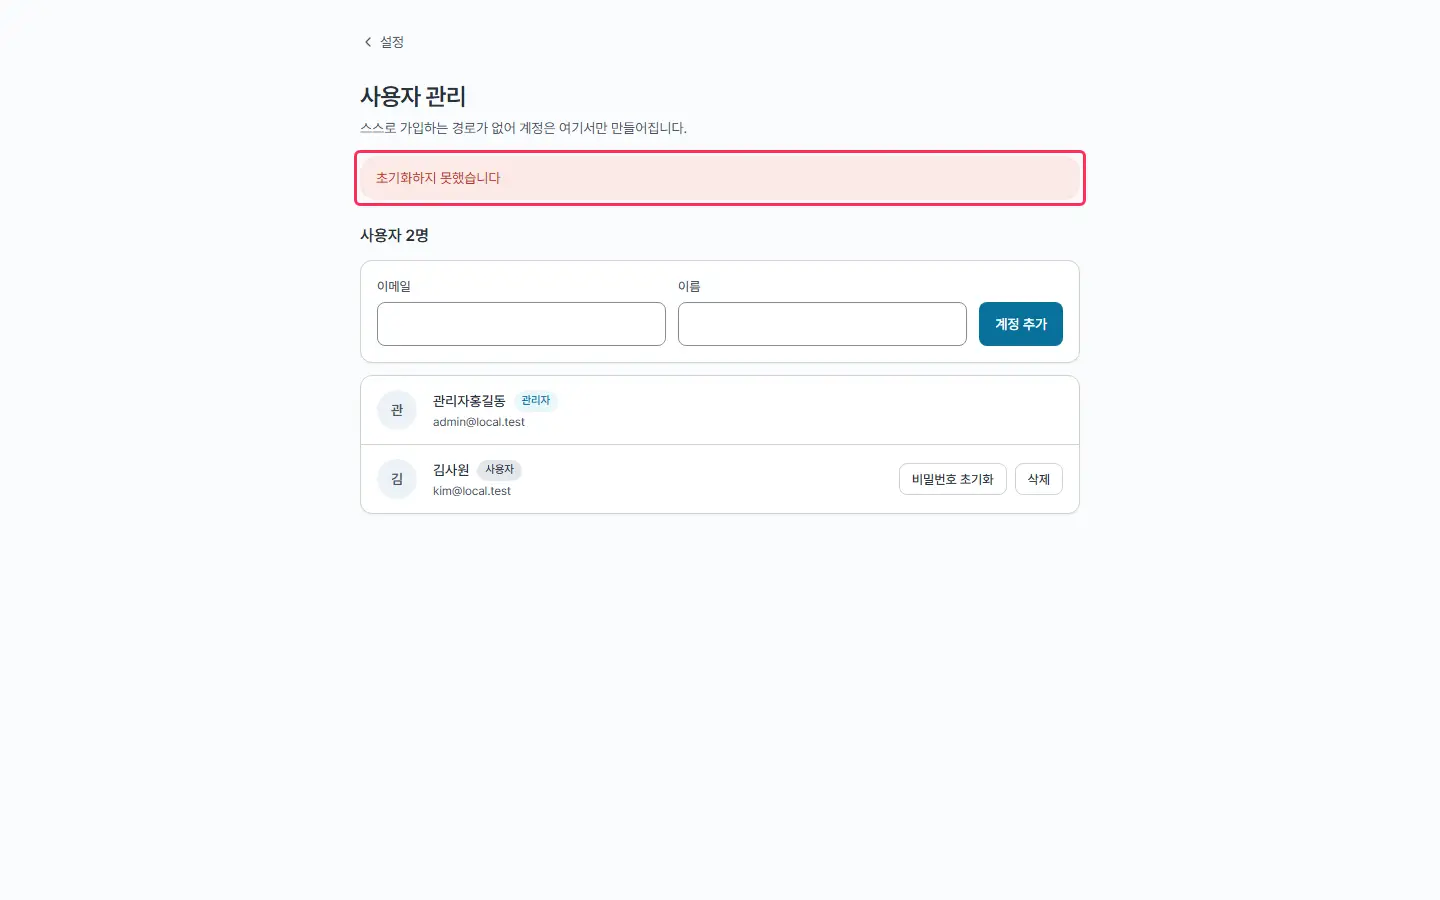 설정
사용자 관리
스스로 가입하는 경로가 없어 계정은 여기서만 만들어집니다.
초기화하지 못했습니다
사용자 2명
이메일
이름
계정 추가
관
관리자홍길동
관리자
admin@local.test
김
김사원
사용자
kim@local.test
비밀번호 초기화
삭제